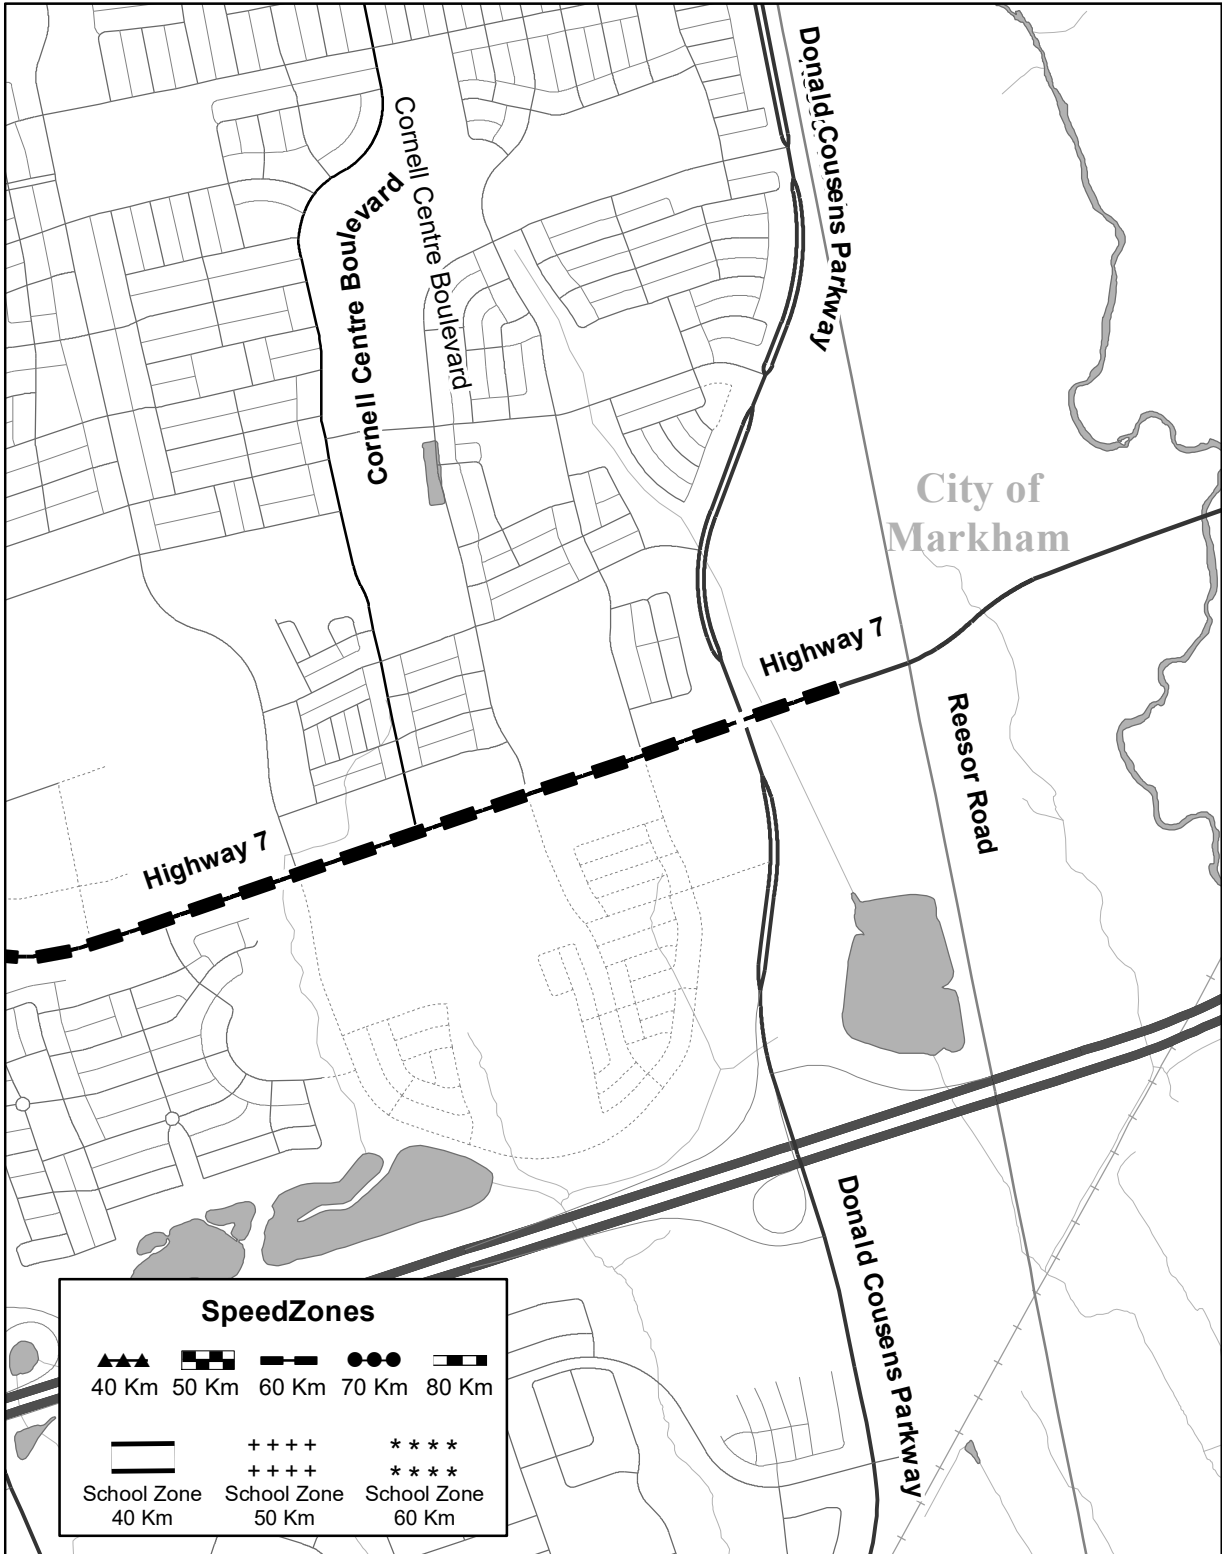 Donald Cousens Parkway
Cornell Centre Boulevard
Cornell Centre Boulevard
City of
Markham
Highway 7
Reesor Road
Highway 7
Donald Cousens Parkway
SpeedZones
40 Km 50 Km 60 Km 70 Km 80 Km
School Zone School Zone School Zone
40 Km 50 Km 60 Km